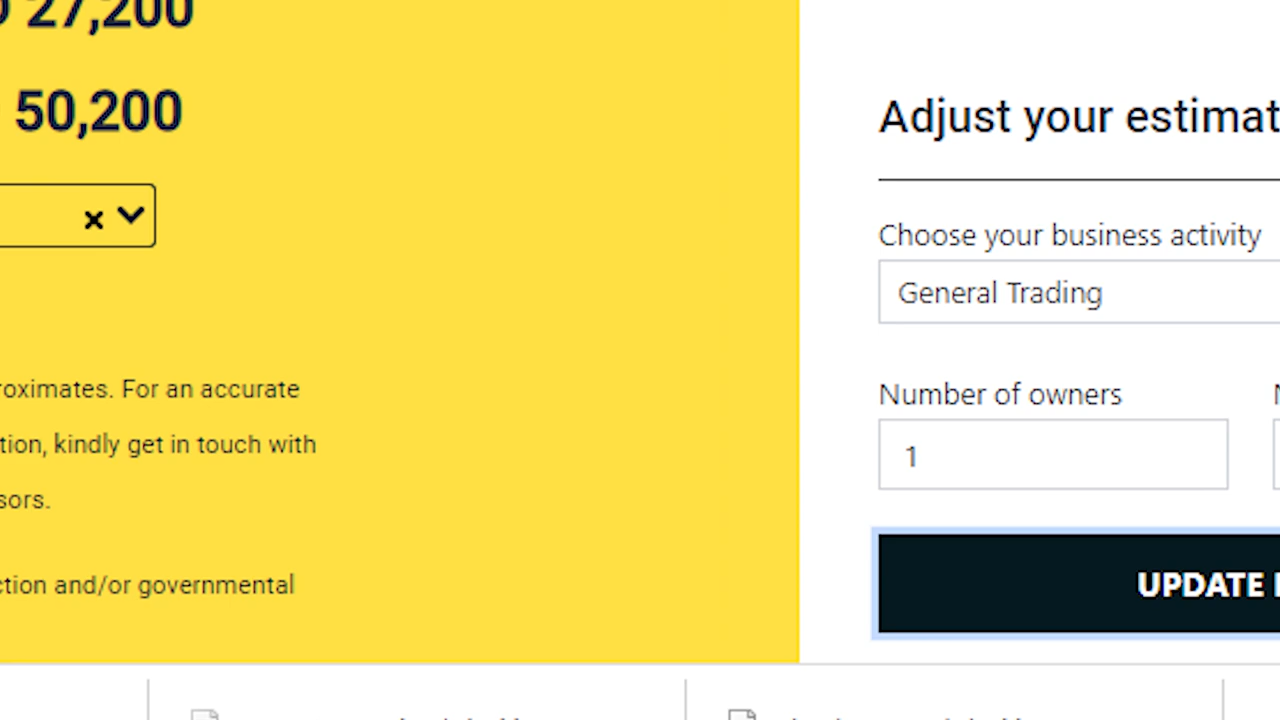 27,200
50,200
Adjust your estimat
Choose your business activity
General Trading
roximates. For an accurate
Number of owners
tion, kindly get in touch with
1
sors.
ction and/or governmental
UPDATE